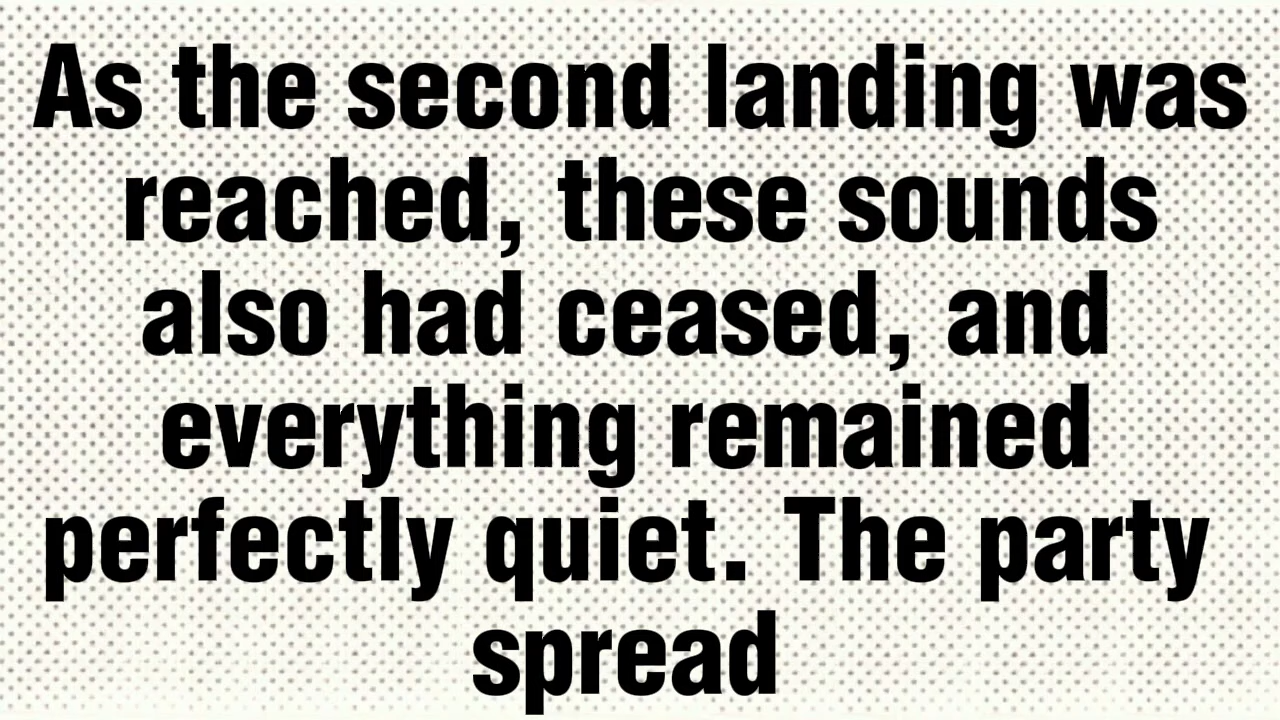 As the second landing was
reached, these sounds
also had ceased, and
everything remained
perfectly quiet. The party
spread